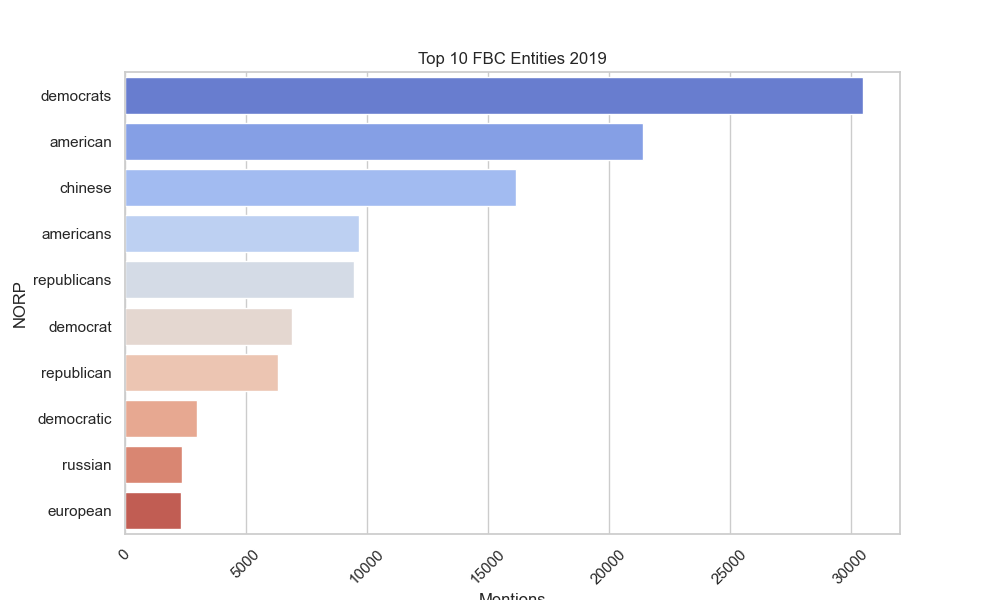 Top 10 FBC Entities 2019
democrats
american
chinese
americans
republicans
democrat
republican
democratic
russian
european
NORP
0
5000
10000
15000
20000
25000
30000
Mentions